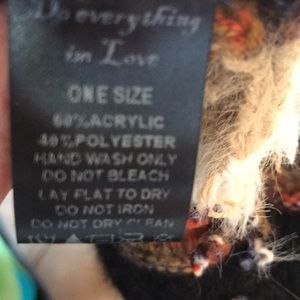 Do everything
in Love
ONE SIZE
60% ACRYLIC
40% POLYESTER
HAND WASH ONLY
DO NOT BLEACH
LAY FLAT TO DRY
DO NOT IRON
DO NOT DRY CLEAN